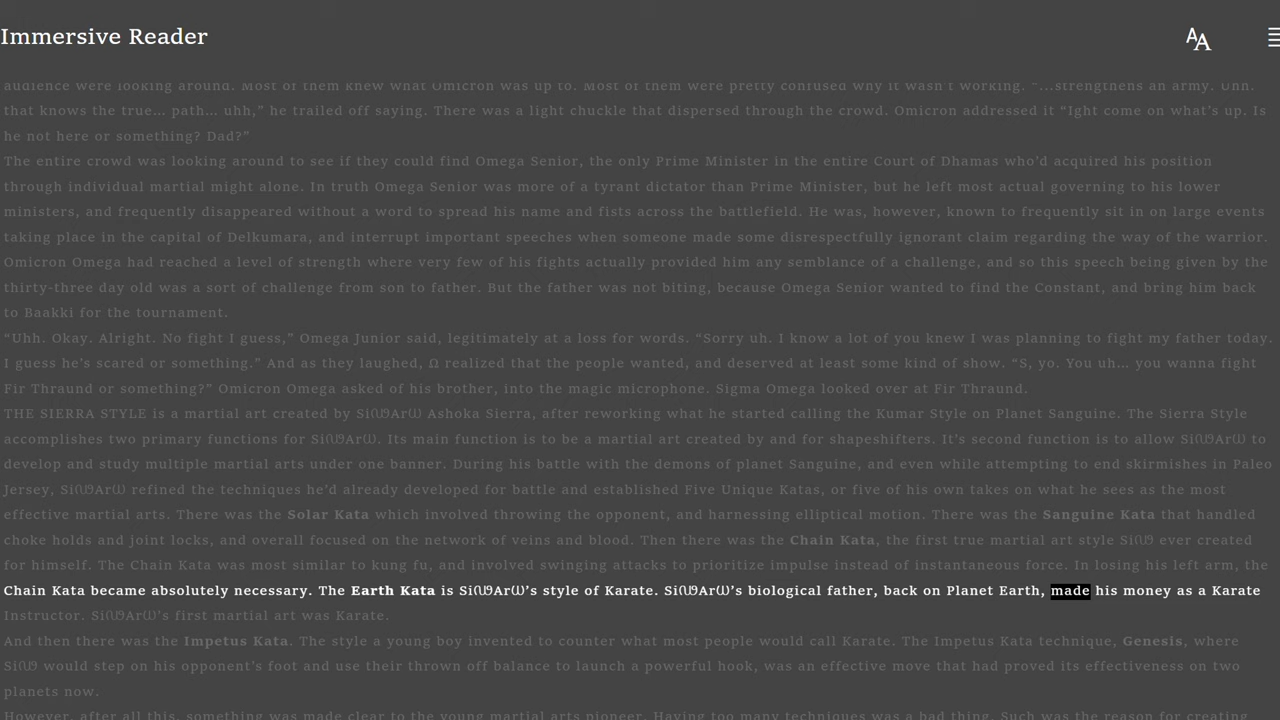 Immersive Reader
audience were looking around. Most of them knew what Omicron was up to. Most of them were pretty confused why it wasn't working. “...strengthens an army. Uhh.
that knows the true... path... uhh,” he trailed off saying. There was a light chuckle that dispersed through the crowd. Omicron addressed it “Ight come on what's up. Is
he not here or something? Dad?”
The entire crowd was looking around to see if they could find Omega Senior, the only Prime Minister in the entire Court of Dhamas who'd acquired his position
through individual martial might alone. In truth Omega Senior was more of a tyrant dictator than Prime Minister, but he left most actual governing to his lower
ministers, and frequently disappeared without a word to spread his name and fists across the battlefield. He was, however, known to frequently sit in on large events
taking place in the capital of Delkumara, and interrupt important speeches when someone made some disrespectfully ignorant claim regarding the way of the warrior.
Omicron Omega had reached a level of strength where very few of his fights actually provided him any semblance of a challenge, and so this speech being given by the
thirty-three day old was a sort of challenge from son to father. But the father was not biting, because Omega Senior wanted to find the Constant, and bring him back
to Baakki for the tournament.
“Uhh. Okay. Alright. No fight I guess,” Omega Junior said, legitimately at a loss for words. “Sorry uh. I know a lot of you knew I was planning to fight my father today.
I guess he's scared or something.” And as they laughed, Ω realized that the people wanted, and deserved at least some kind of show. “S, yo. You uh... you wanna fight
Fir Thraund or something?” Omicron Omega asked of his brother, into the magic microphone. Sigma Omega looked over at Fir Thraund.
THE SIERRA STYLE is a martial art created by Ashoka Sierra, after reworking what he started calling the Kumar Style on Planet Sanguine. The Sierra Style
accomplishes two primary functions for Its main function is to be a martial art created by and for shapeshifters. It's second function is to allow to
develop and study multiple martial arts under one banner. During his battle with the demons of planet Sanguine, and even while attempting to end skirmishes in Paleo
Jersey, refined the techniques he'd already developed for battle and established Five Unique Katas, or five of his own takes on what he sees as the most
effective martial arts. There was the Solar Kata which involved throwing the opponent, and harnessing elliptical motion. There was the Sanguine Kata that handled
choke holds and joint locks, and overall focused on the network of veins and blood. Then there was the Chain Kata, the first true martial art style ever created
for himself. The Chain Kata was most similar to kung fu, and involved swinging attacks to prioritize impulse instead of instantaneous force. In losing his left arm, the
Chain Kata became absolutely necessary. The Earth Kata is style of Karate. biological father, back on Planet Earth, made his money as a Karate
Instructor. first martial art was Karate.
And then there was the Impetus Kata. The style a young boy invented to counter what most people would call Karate. The Impetus Kata technique, Genesis, where
would step on his opponent's foot and use their thrown off balance to launch a powerful hook, was an effective move that had proved its effectiveness on two
planets now.
However, after all this, something was made clear to the young martial arts pioneer. Having too many techniques was a bad thing. Such was the reason for creating